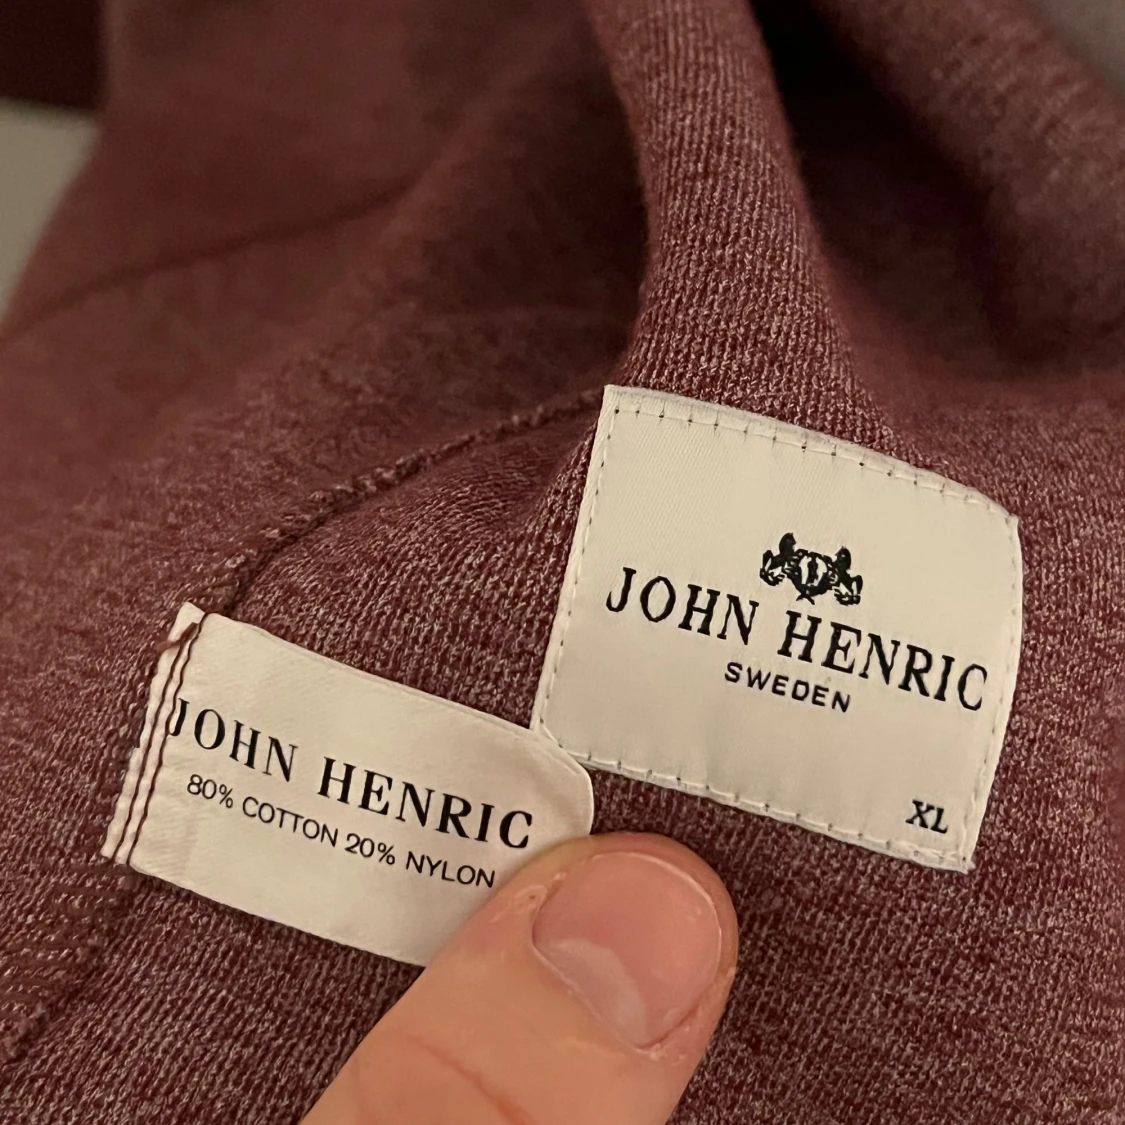 JOHN HENRIC
SWEDEN
XL
JOHN HENRIC
80% COTTON 20% NYLON